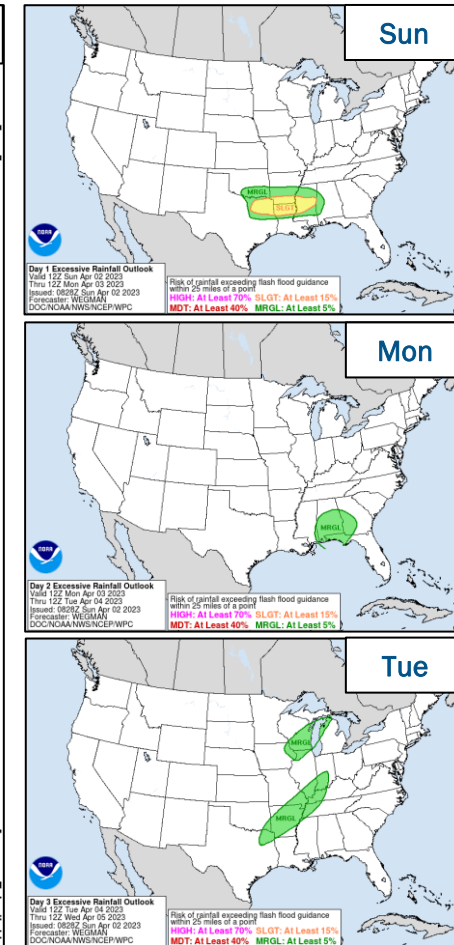 Sun
MRGL
SLGT
NOAA
Day 1 Excessive Rainfall Outlook
Valid 12Z Sun Apr 02 2023
Thru 12Z Mon Apr 03 2023
Issued: 0828Z Sun Apr 02 2023
Forecaster: WEGMAN
DOC/NOAA/NWS/NCEP/WPC
Risk of rainfall exceeding flash flood guidance
within 25 miles of a point
HIGH: At Least 70% SLGT: At Least 15%
MDT: At Least 40% MRGL: At Least 5%
Mon
MRGL
NOAA
Day 2 Excessive Rainfall Outlook
Valid 12Z Mon Apr 03 2023
Thru 12Z Tue Apr 04 2023
Issued: 0828Z Sun Apr 02 2023
Forecaster: WEGMAN
DOC/NOAA/NWS/NCEP/WPC
Risk of rainfall exceeding flash flood guidance
within 25 miles of a point
HIGH: At Least 70% SLGT: At Least 15%
MDT: At Least 40% MRGL: At Least 5%
Tue
MRGL
MRGL
NOAA
Day 3 Excessive Rainfall Outlook
Valid 12Z Tue Apr 04 2023
Thru 12Z Wed Apr 05 2023
Issued: 0828Z Sun Apr 02 2023
Forecaster: WEGMAN
DOC/NOAA/NWS/NCEP/WPC
Risk of rainfall exceeding flash flood guidance
within 25 miles of a point
HIGH: At Least 70% SLGT: At Least 15%
MDT: At Least 40% MRGL: At Least 5%